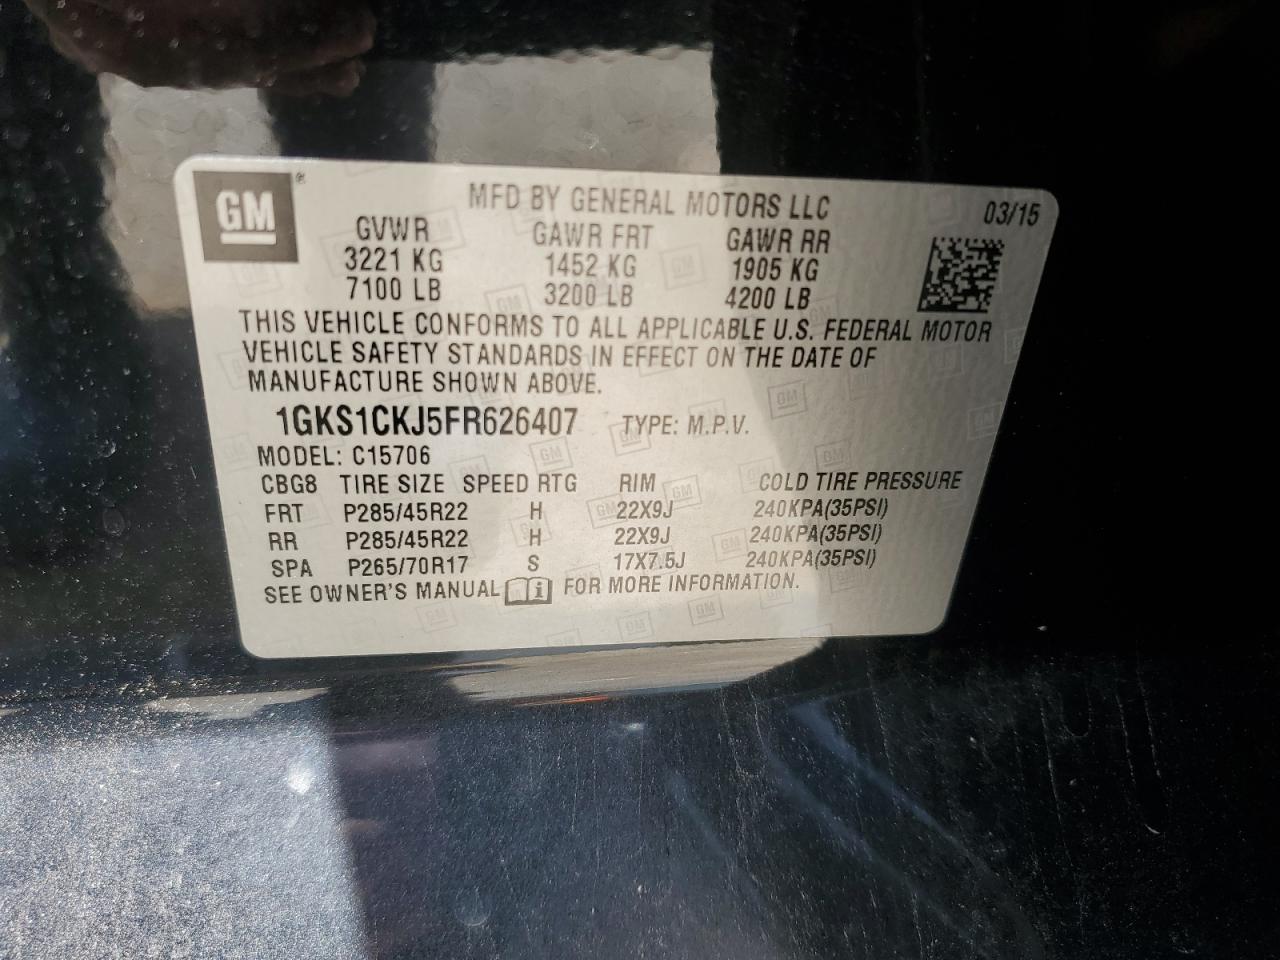 GM®
MFD BY GENERAL MOTORS LLC 03/15
GVWR GAWR FRT GAWR RR
3221 KG 1452 KG 1905 KG
7100 LB 3200 LB 4200 LB
THIS VEHICLE CONFORMS TO ALL APPLICABLE U.S. FEDERAL MOTOR
VEHICLE SAFETY STANDARDS IN EFFECT ON THE DATE OF
MANUFACTURE SHOWN ABOVE.
1GKS1CKJ5FR626407 TYPE: M.P.V.
MODEL: C15706
CBG8 TIRE SIZE SPEED RTG RIM COLD TIRE PRESSURE
FRT P285/45R22 H 22X9J 240KPA(35PSI)
RR P285/45R22 H 22X9J 240KPA(35PSI)
SPA P265/70R17 S 17X7.5J 240KPA(35PSI)
SEE OWNER'S MANUAL i FOR MORE INFORMATION.